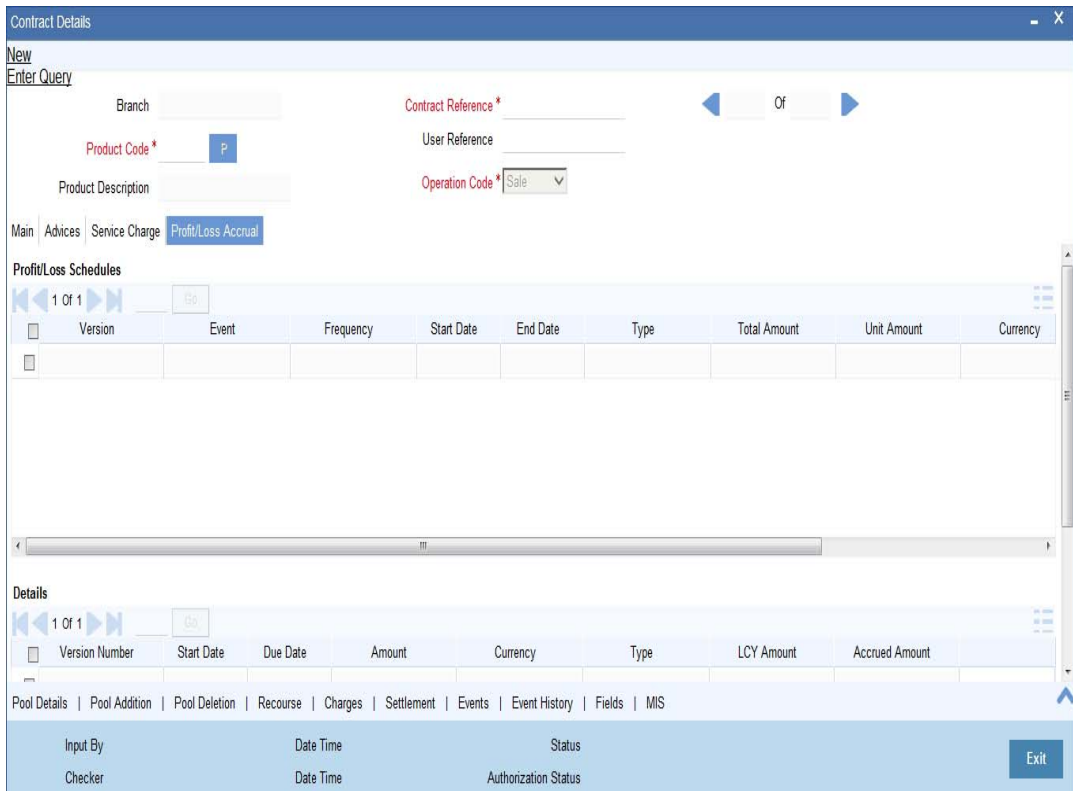 Contract Details
New
Enter Query
Branch
Contract Reference *
Of
Product Code *
P
User Reference
Product Description
Operation Code * Sale
Main Advices Service Charge Profit/Loss Accrual
Profit/Loss Schedules
1 Of 1 Go
Version Event Frequency Start Date End Date Type Total Amount Unit Amount Currency
Details
1 Of 1 Go
Version Number Start Date Due Date Amount Currency Type LCY Amount Accrued Amount
Pool Details | Pool Addition | Pool Deletion | Recourse | Charges | Settlement | Events | Event History | Fields | MIS
Input By Date Time Status
Checker Date Time Authorization Status
Exit